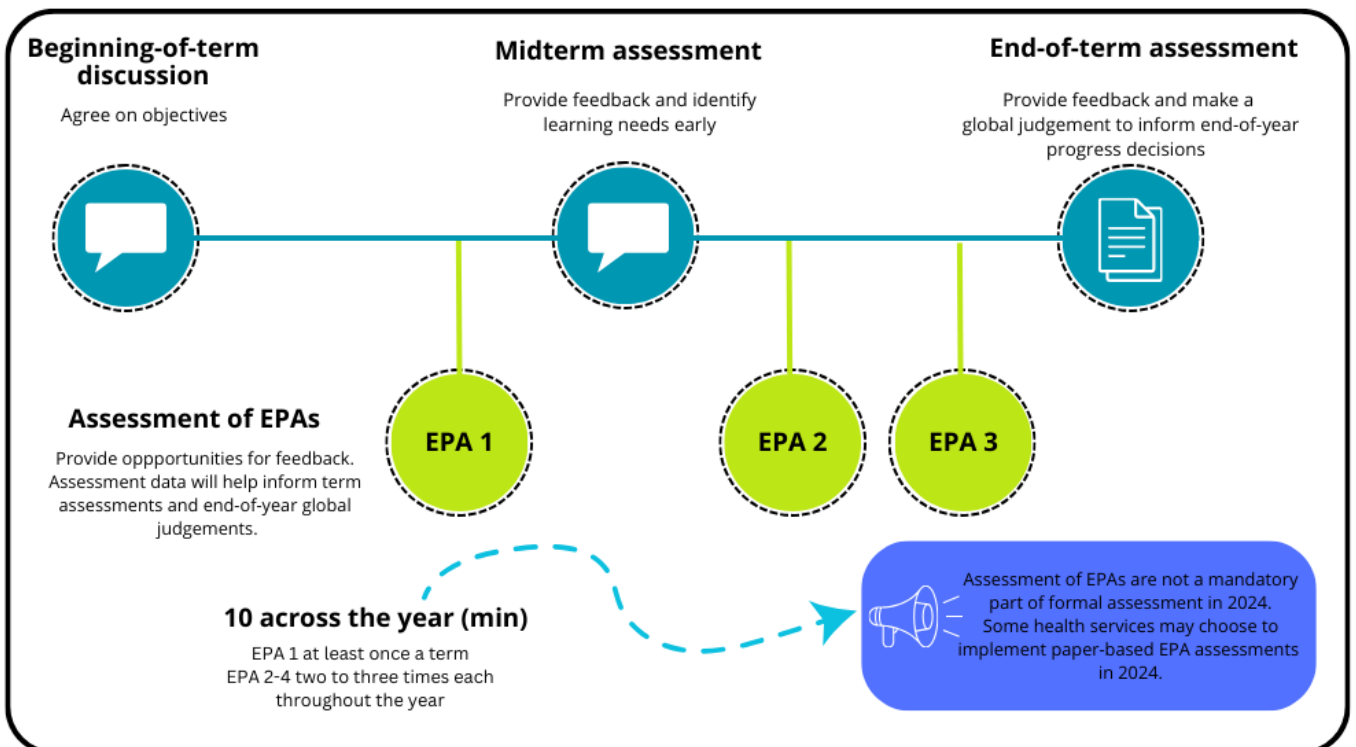 Beginning-of-term
discussion
Agree on objectives
Midterm assessment
Provide feedback and identify
learning needs early
End-of-term assessment
Provide feedback and make a
global judgement to inform end-of-year
progress decisions
Assessment of EPAs
Provide oppportunities for feedback.
Assessment data will help inform term
assessments and end-of-year global
judgements.
EPA 1
EPA 2
EPA 3
10 across the year (min)
EPA 1 at least once a term
EPA 2-4 two to three times each
throughout the year
Assessment of EPAs are not a mandatory
part of formal assessment in 2024.
Some health services may choose to
implement paper-based EPA assessments
in 2024.